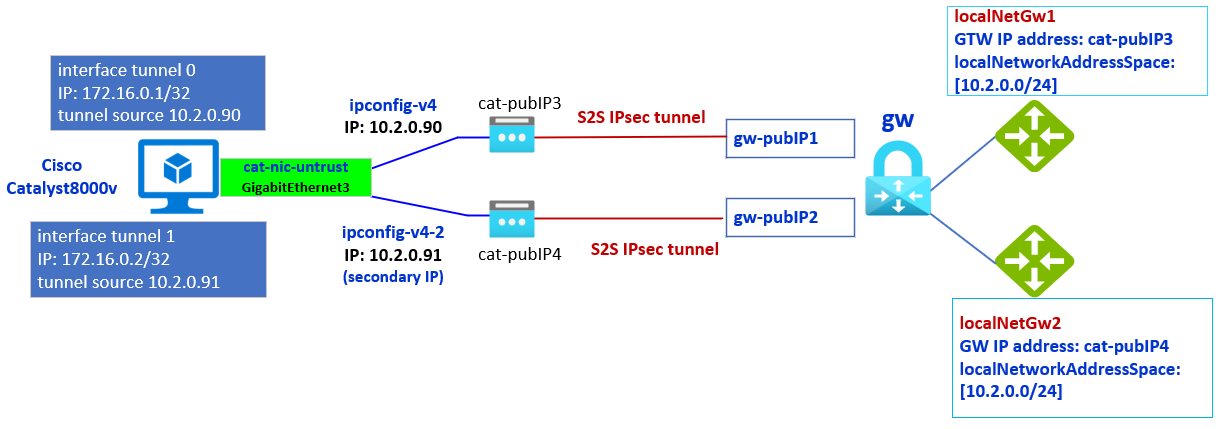 interface tunnel 0
IP: 172.16.0.1/32
tunnel source 10.2.0.90
Cisco
Catalyst8000v
cat-nic-untrust
GigabitEthernet3
interface tunnel 1
IP: 172.16.0.2/32
tunnel source 10.2.0.91
ipconfig-v4
IP: 10.2.0.90
cat-pubIP3
S2S IPsec tunnel
gw-pubIP1
ipconfig-v4-2
IP: 10.2.0.91
(secondary IP)
cat-pubIP4
S2S IPsec tunnel
gw-pubIP2
gw
localNetGw1
GTW IP address: cat-pubIP3
localNetworkAddressSpace:
[10.2.0.0/24]
localNetGw2
GW IP address: cat-pubIP4
localNetworkAddressSpace:
[10.2.0.0/24]